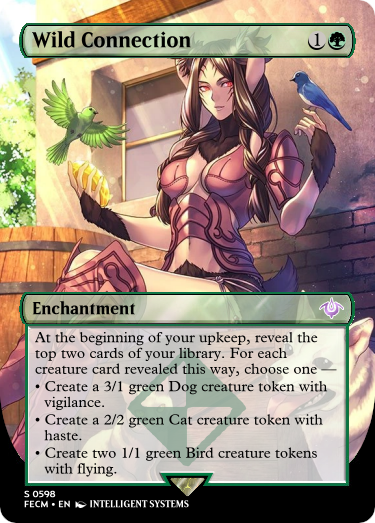 Wild Connection 1
Enchantment
At the beginning of your upkeep, reveal the
top two cards of your library. For each
creature card revealed this way, choose one —
• Create a 3/1 green Dog creature token with
vigilance.
• Create a 2/2 green Cat creature token with
haste.
• Create two 1/1 green Bird creature tokens
with flying.
S 0598
FECM • EN INTELLIGENT SYSTEMS